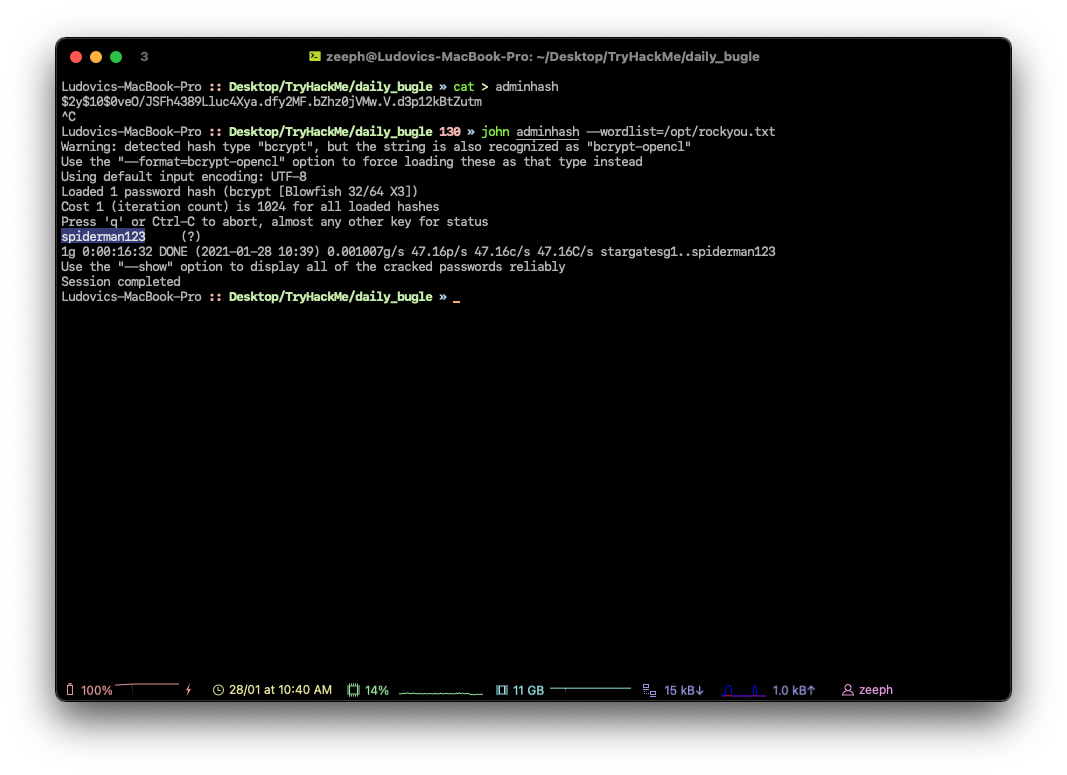 3
zeeph@Ludovics-MacBook-Pro: ~/Desktop/TryHackMe/daily_bugle
Ludovics-MacBook-Pro :: Desktop/TryHackMe/daily_bugle » cat > adminhash
$2y$10$0veO/JSFh4389Lluc4Xya.dfy2MF.bZhz0jVMw.V.d3p12kBtZutm
^C
Ludovics-MacBook-Pro :: Desktop/TryHackMe/daily_bugle 130 » john adminhash --wordlist=/opt/rockyou.txt
Warning: detected hash type "bcrypt", but the string is also recognized as "bcrypt-opencl"
Use the "--format=bcrypt-opencl" option to force loading these as that type instead
Using default input encoding: UTF-8
Loaded 1 password hash (bcrypt [Blowfish 32/64 X3])
Cost 1 (iteration count) is 1024 for all loaded hashes
Press 'q' or Ctrl-C to abort, almost any other key for status
spiderman123     (?)
1g 0:00:16:32 DONE (2021-01-28 10:39) 0.001007g/s 47.16p/s 47.16c/s 47.16C/s stargatesg1..spiderman123
Use the "--show" option to display all of the cracked passwords reliably
Session completed
Ludovics-MacBook-Pro :: Desktop/TryHackMe/daily_bugle » _
100% 28/01 at 10:40 AM 14% 11 GB 15 kB↓ 1.0 kB↑ zeeph